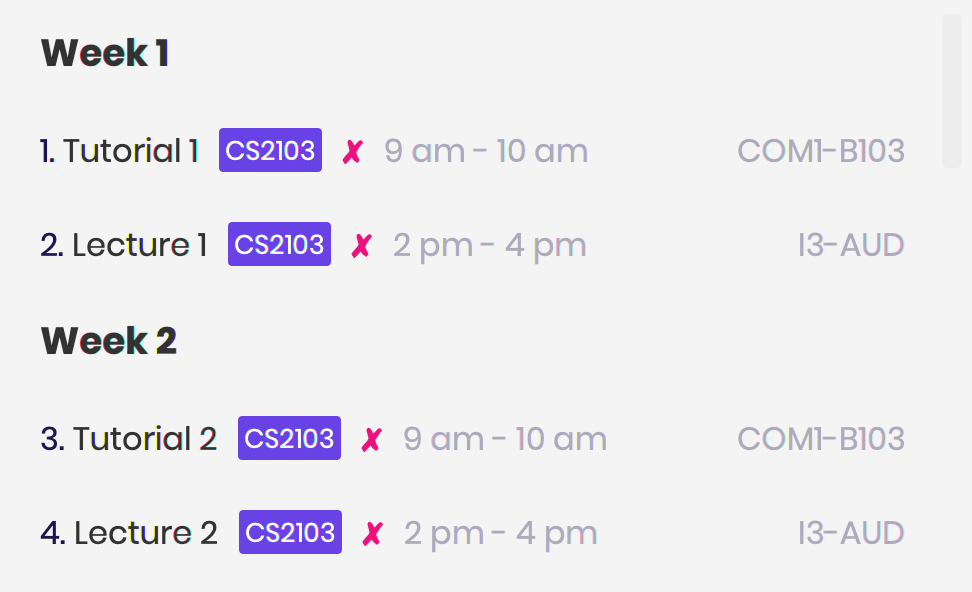 Week 1
1. Tutorial 1 CS2103 ✘ 9 am - 10 am COM1-B103
2. Lecture 1 CS2103 ✘ 2 pm - 4 pm I3-AUD
Week 2
3. Tutorial 2 CS2103 ✘ 9 am - 10 am COM1-B103
4. Lecture 2 CS2103 ✘ 2 pm - 4 pm I3-AUD